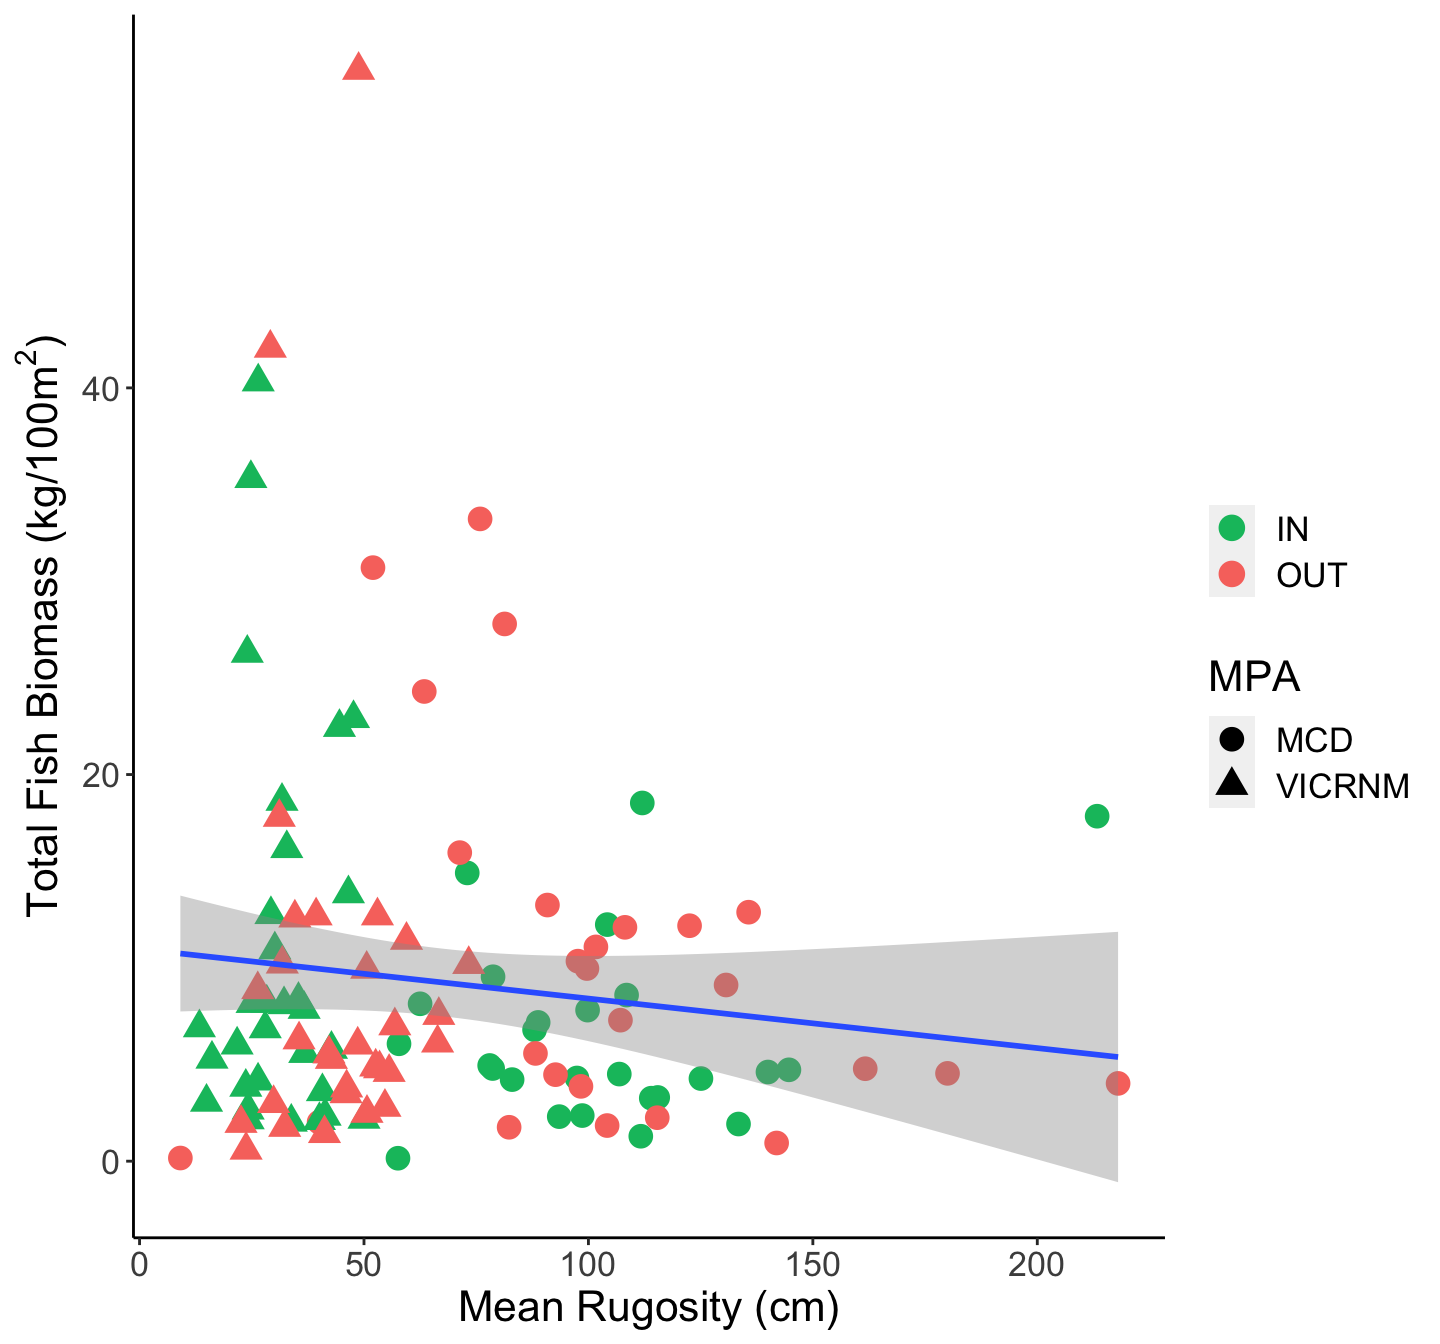 Total Fish Biomass (kg/100m²)
40
20
0
0 50 100 150 200
Mean Rugosity (cm)
IN
OUT
MPA
MCD
VICRNM